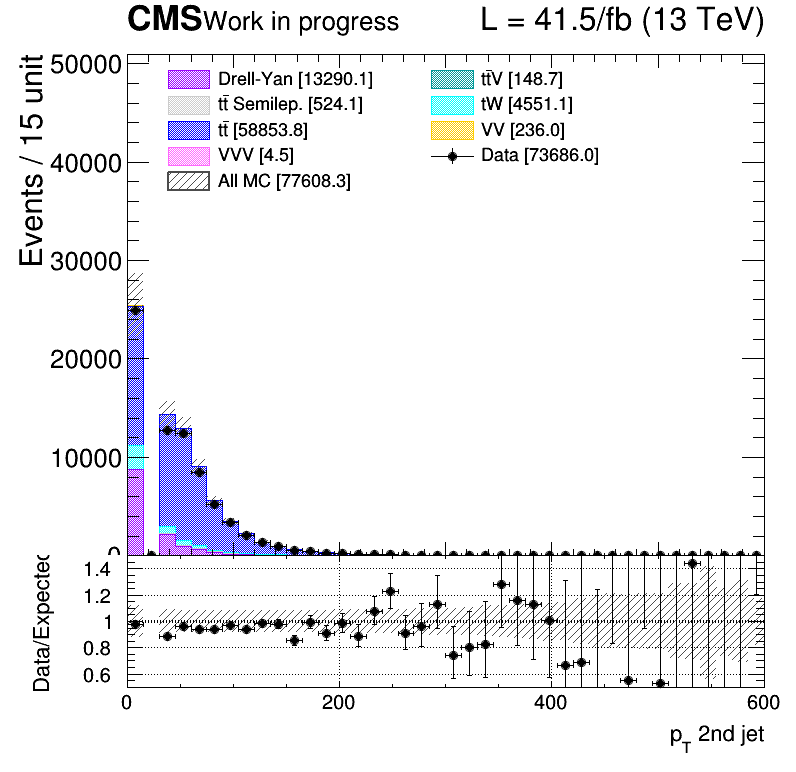 CMS Work in progress L = 41.5/fb (13 TeV)
Events / 15 unit
50000
40000
30000
20000
10000
0
Drell-Yan [13290.1]
tt̄ Semilep. [524.1]
tt̄ [58853.8]
VVV [4.5]
All MC [77608.3]
tt̄V [148.7]
tW [4551.1]
VV [236.0]
Data [73686.0]
Data/Expected
1.4
1.2
1
0.8
0.6
0 200 400 600
p_T 2nd jet